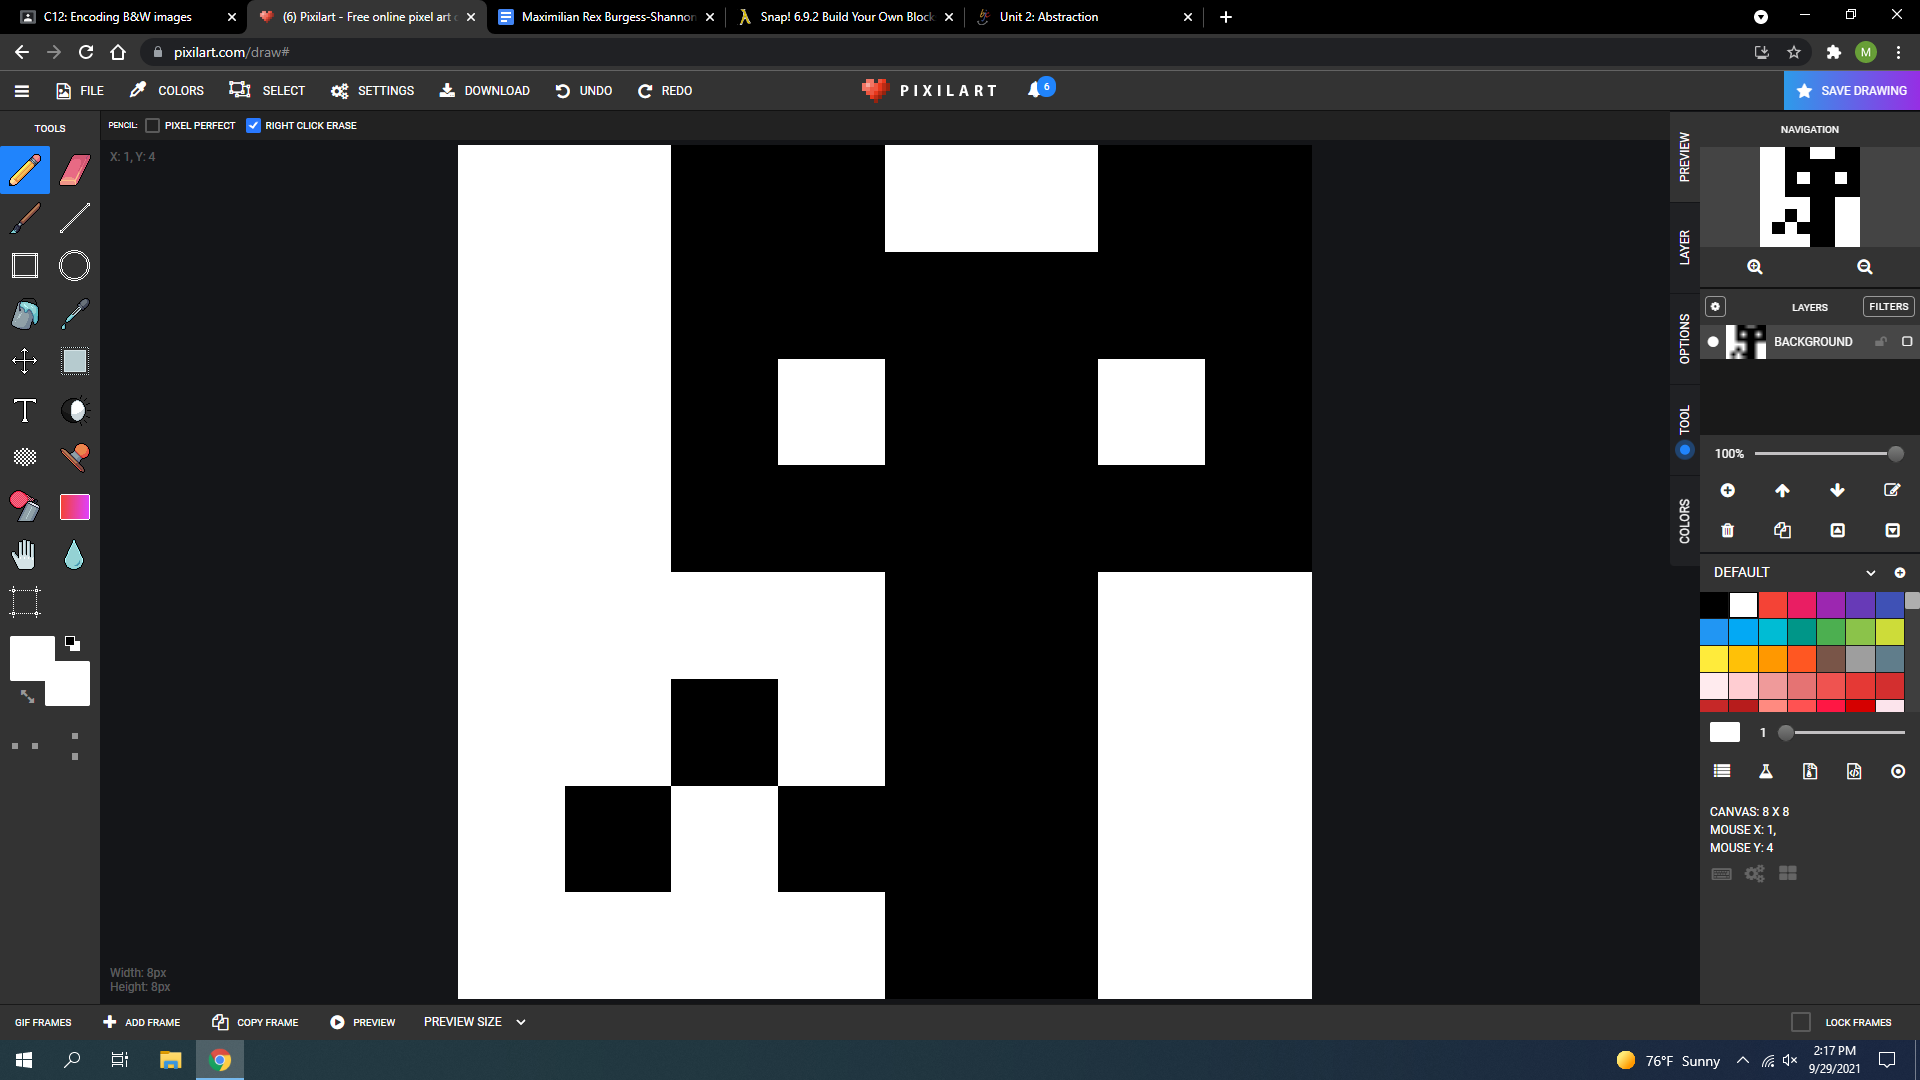 C12: Encoding B&W images
(6) Pixilart - Free online pixel art
Maximilian Rex Burgess-Shannon
Snap! 6.9.2 Build Your Own Block
Unit 2: Abstraction
pixilart.com/draw#
M
FILE
COLORS
SELECT
SETTINGS
DOWNLOAD
UNDO
REDO
PIXILART
6
SAVE DRAWING
TOOLS
PENCIL:
PIXEL PERFECT
RIGHT CLICK ERASE
X: 1, Y: 4
PREVIEW
LAYER
OPTIONS
TOOL
COLORS
NAVIGATION
LAYERS
FILTERS
BACKGROUND
100%
DEFAULT
1
CANVAS: 8 X 8
MOUSE X: 1,
MOUSE Y: 4
Width: 8px
Height: 8px
GIF FRAMES
ADD FRAME
COPY FRAME
PREVIEW
PREVIEW SIZE
LOCK FRAMES
76°F Sunny
2:17 PM
9/29/2021